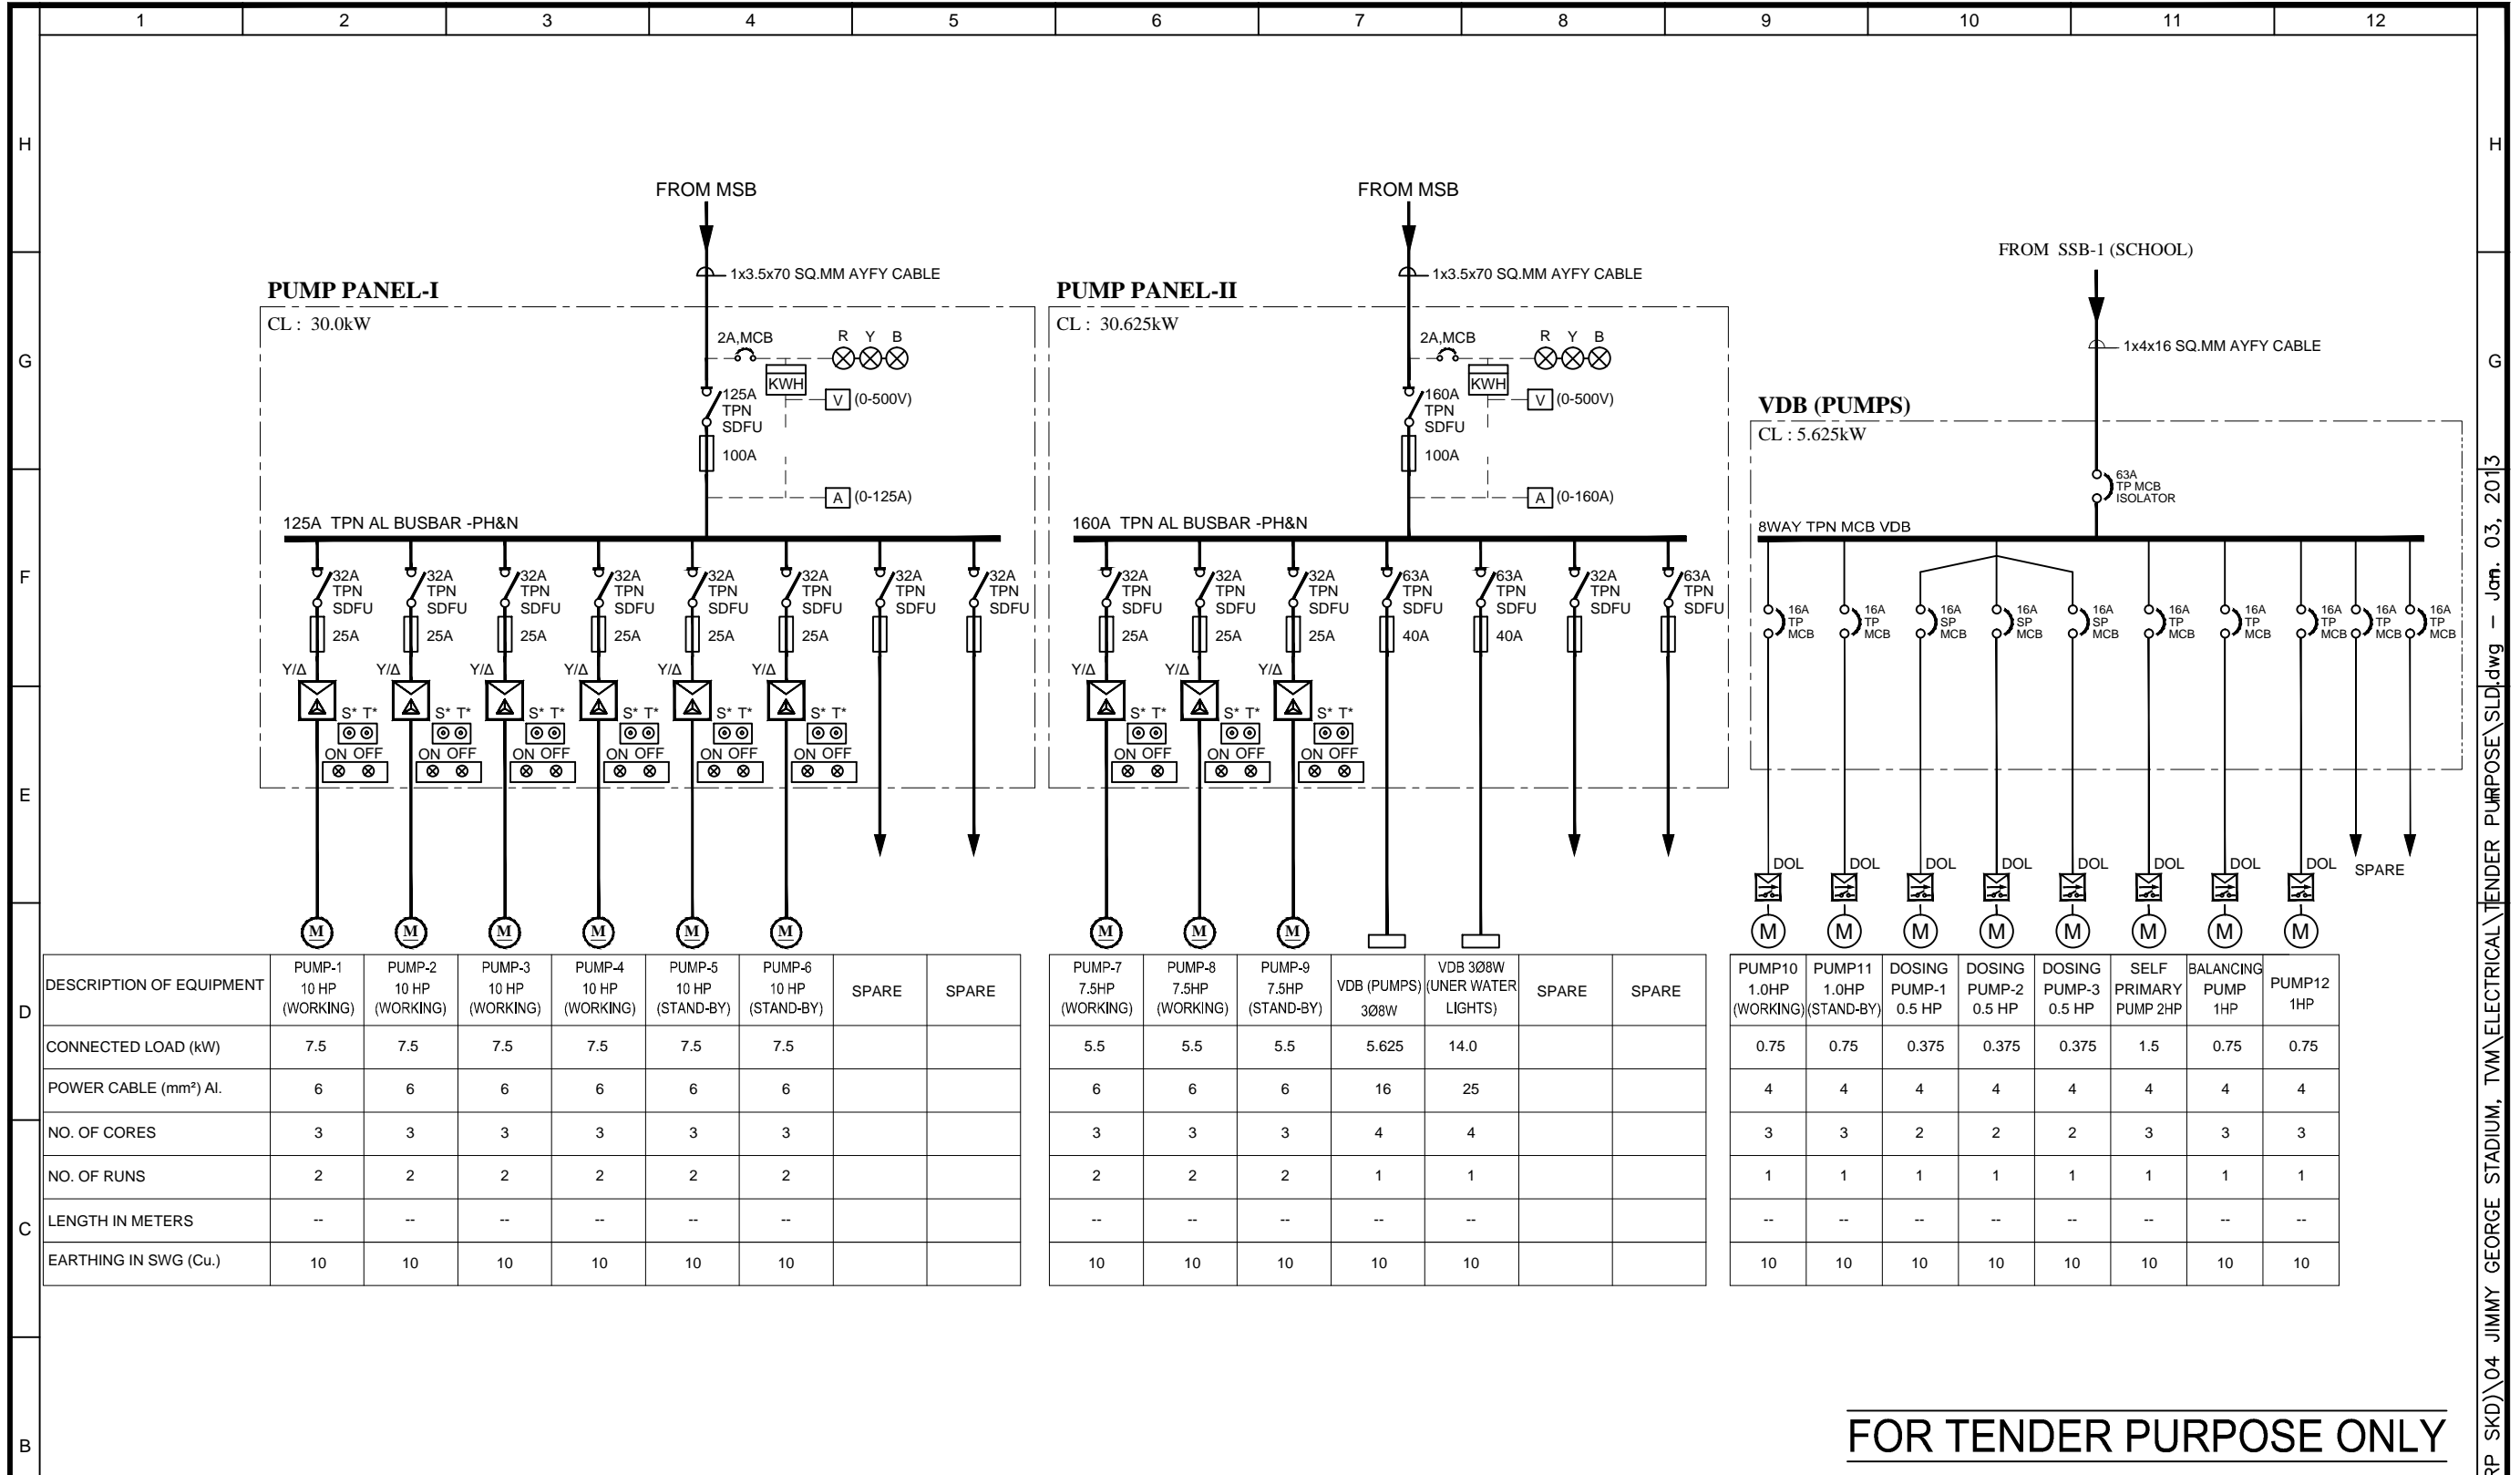 1 2 3 4 5 6 7 8 9 10 11 12
H H
FROM MSB
1x3.5x70 SQ.MM AYFY CABLE
PUMP PANEL-I
CL : 30.0kW
2A,MCB R Y B
KWH
V (0-500V)
125A
TPN
SDFU
100A
A (0-125A)
125A TPN AL BUSBAR -PH&N
32A 32A 32A 32A 32A 32A 32A 32A
TPN TPN TPN TPN TPN TPN TPN TPN
SDFU SDFU SDFU SDFU SDFU SDFU SDFU SDFU
25A 25A 25A 25A 25A 25A
Y/Δ Y/Δ Y/Δ Y/Δ Y/Δ Y/Δ
S* T* S* T* S* T* S* T* S* T* S* T*
ON OFF ON OFF ON OFF ON OFF ON OFF ON OFF
M M M M M M
FROM MSB
1x3.5x70 SQ.MM AYFY CABLE
PUMP PANEL-II
CL : 30.625kW
2A,MCB R Y B
KWH
V (0-500V)
160A
TPN
SDFU
100A
A (0-160A)
160A TPN AL BUSBAR -PH&N
32A 32A 32A 63A 63A 32A 63A
TPN TPN TPN TPN TPN TPN TPN
SDFU SDFU SDFU SDFU SDFU SDFU SDFU
25A 25A 25A 40A 40A
Y/Δ Y/Δ Y/Δ
S* T* S* T* S* T*
ON OFF ON OFF ON OFF
M M M
FROM SSB-1 (SCHOOL)
1x4x16 SQ.MM AYFY CABLE
VDB (PUMPS)
CL : 5.625kW
63A
TP MCB
ISOLATOR
8WAY TPN MCB VDB
16A 16A 16A 16A 16A 16A 16A 16A 16A 16A
TP TP SP SP SP TP TP TP TP TP
MCB MCB MCB MCB MCB MCB MCB MCB MCB MCB
DOL DOL DOL DOL DOL DOL DOL DOL
SPARE
M M M M M M M M
G G
F F
E E
D D
C C
B
DESCRIPTION OF EQUIPMENT
PUMP-1 PUMP-2 PUMP-3 PUMP-4 PUMP-5 PUMP-6 SPARE SPARE
10 HP 10 HP 10 HP 10 HP 10 HP 10 HP
(WORKING) (WORKING) (WORKING) (WORKING) (STAND-BY) (STAND-BY)
CONNECTED LOAD (kW) 7.5 7.5 7.5 7.5 7.5 7.5
POWER CABLE (mm²) Al. 6 6 6 6 6 6
NO. OF CORES 3 3 3 3 3 3
NO. OF RUNS 2 2 2 2 2 2
LENGTH IN METERS -- -- -- -- -- --
EARTHING IN SWG (Cu.) 10 10 10 10 10 10
PUMP-7 PUMP-8 PUMP-9 VDB (PUMPS) VDB 3Ø8W SPARE SPARE
7.5HP 7.5HP 7.5HP 3Ø8W (UNER WATER
(WORKING) (WORKING) (STAND-BY) LIGHTS)
5.5 5.5 5.5 5.625 14.0
6 6 6 16 25
3 3 3 4 4
2 2 2 1 1
-- -- -- -- --
10 10 10 10 10
PUMP10 PUMP11 DOSING DOSING DOSING SELF BALANCING PUMP12
1.0HP 1.0HP PUMP-1 PUMP-2 PUMP-3 PRIMARY PUMP 1HP
(WORKING) (STAND-BY) 0.5 HP 0.5 HP 0.5 HP PUMP 2HP 1HP
0.75 0.75 0.375 0.375 0.375 1.5 0.75 0.75
4 4 4 4 4 4 4 4
3 3 2 2 2 3 3 3
1 1 1 1 1 1 1 1
-- -- -- -- -- -- -- --
10 10 10 10 10 10 10 10
FOR TENDER PURPOSE ONLY
RP SKD)\04 JIMMY GEORGE STADIUM, TVM\ELECTRICAL\TENDER PURPOSE\SLD.dwg - Jan. 03, 2013